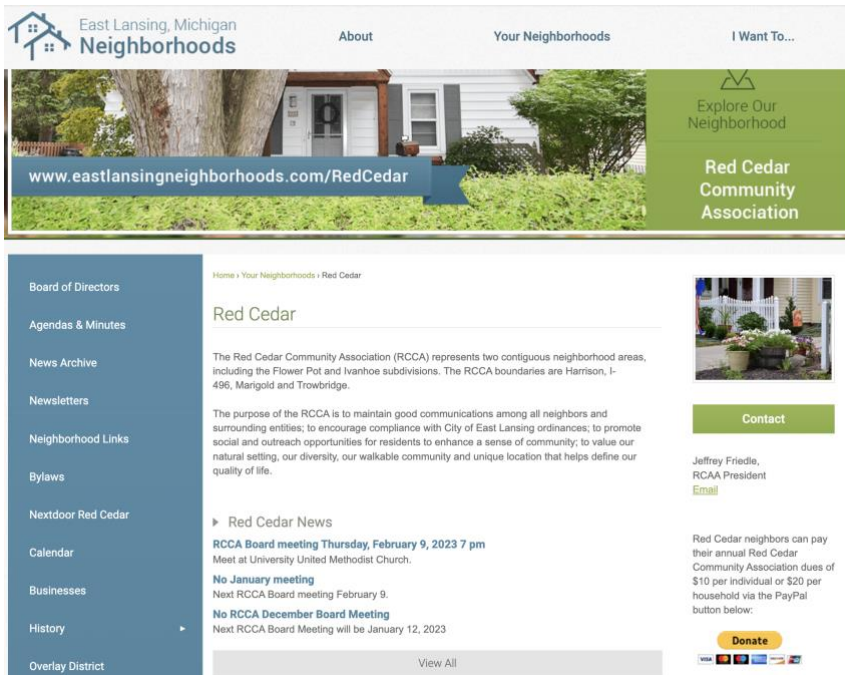 East Lansing, Michigan
Neighborhoods
About
Your Neighborhoods
I Want To...
www.eastlansingneighborhoods.com/RedCedar
Explore Our
Neighborhood
Red Cedar
Community
Association
Board of Directors
Agendas & Minutes
News Archive
Newsletters
Neighborhood Links
Bylaws
Nextdoor Red Cedar
Calendar
Businesses
History
Overlay District
Home › Your Neighborhoods › Red Cedar
Red Cedar
The Red Cedar Community Association (RCCA) represents two contiguous neighborhood areas,
including the Flower Pot and Ivanhoe subdivisions. The RCCA boundaries are Harrison, I-
496, Marigold and Trowbridge.
The purpose of the RCCA is to maintain good communications among all neighbors and
surrounding entities; to encourage compliance with City of East Lansing ordinances; to promote
social and outreach opportunities for residents to enhance a sense of community; to value our
natural setting, our diversity, our walkable community and unique location that helps define our
quality of life.
Red Cedar News
RCCA Board meeting Thursday, February 9, 2023 7 pm
Meet at University United Methodist Church.
No January meeting
Next RCCA Board meeting February 9.
No RCCA December Board Meeting
Next RCCA Board Meeting will be January 12, 2023
View All
Contact
Jeffrey Friedle,
RCAA President
Email
Red Cedar neighbors can pay
their annual Red Cedar
Community Association dues of
$10 per individual or $20 per
household via the PayPal
button below:
Donate
VISA